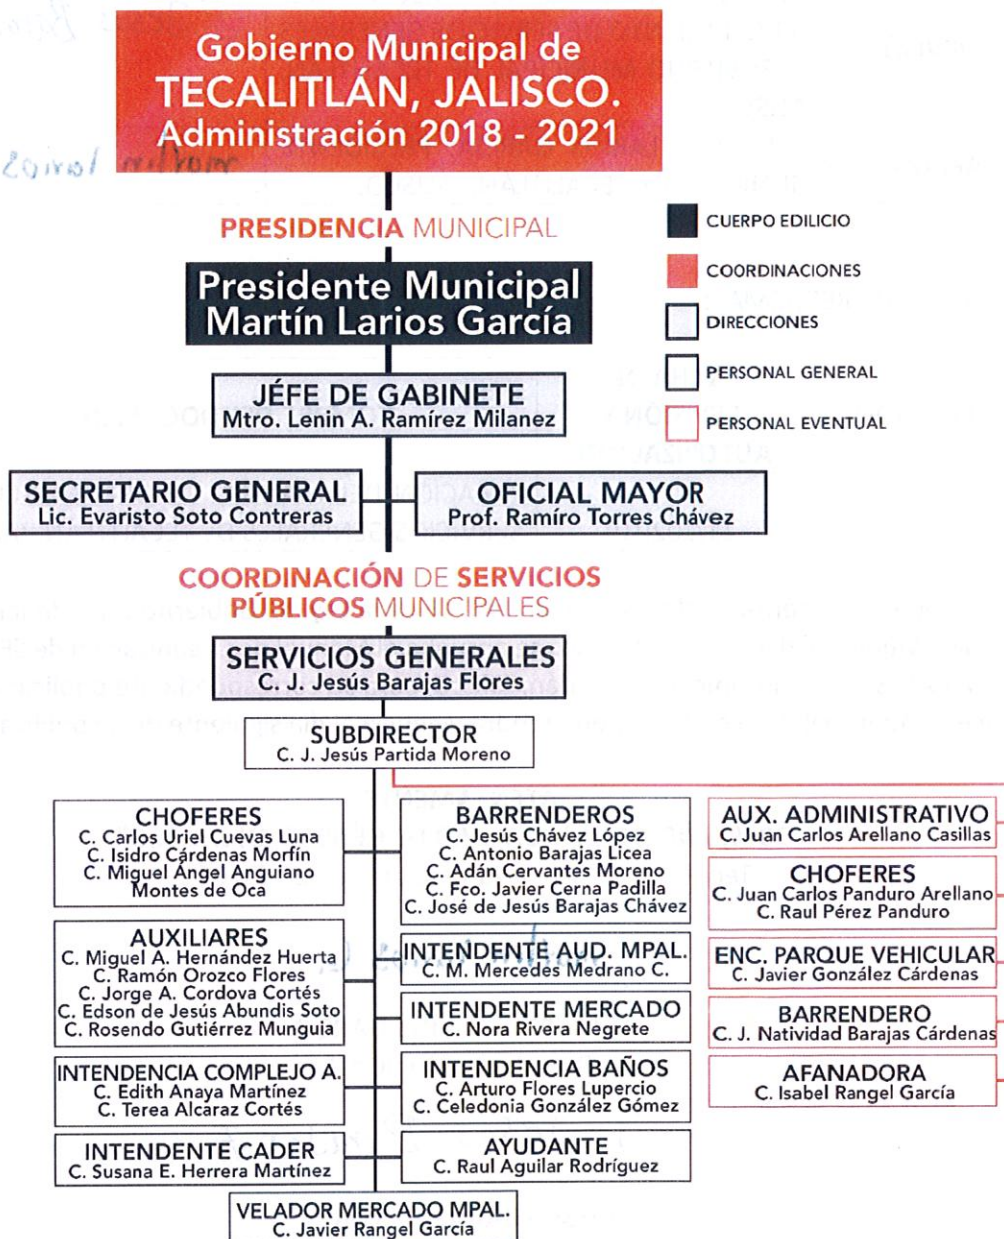 Gobierno Municipal de
TECALITLÁN, JALISCO.
Administración 2018 - 2021
PRESIDENCIA MUNICIPAL
Presidente Municipal
Martín Larios García
CUERPO EDILICIO
COORDINACIONES
DIRECCIONES
PERSONAL GENERAL
PERSONAL EVENTUAL
JÉFE DE GABINETE
Mtro. Lenin A. Ramírez Milanez
SECRETARIO GENERAL
Lic. Evaristo Soto Contreras
OFICIAL MAYOR
Prof. Ramíro Torres Chávez
COORDINACIÓN DE SERVICIOS
PÚBLICOS MUNICIPALES
SERVICIOS GENERALES
C. J. Jesús Barajas Flores
SUBDIRECTOR
C. J. Jesús Partida Moreno
CHOFERES
C. Carlos Uriel Cuevas Luna
C. Isidro Cárdenas Morfín
C. Miguel Ángel Anguiano
Montes de Oca
AUXILIARES
C. Miguel A. Hernández Huerta
C. Ramón Orozco Flores
C. Jorge A. Cordova Cortés
C. Edson de Jesús Abundis Soto
C. Rosendo Gutiérrez Munguia
INTENDENCIA COMPLEJO A.
C. Edith Anaya Martínez
C. Terea Alcaraz Cortés
INTENDENTE CADER
C. Susana E. Herrera Martínez
BARRENDEROS
C. Jesús Chávez López
C. Antonio Barajas Licea
C. Adán Cervantes Moreno
C. Fco. Javier Cerna Padilla
C. José de Jesús Barajas Chávez
INTENDENTE AUD. MPAL.
C. M. Mercedes Medrano C.
INTENDENTE MERCADO
C. Nora Rivera Negrete
INTENDENCIA BAÑOS
C. Arturo Flores Lupercio
C. Celedonia González Gómez
AYUDANTE
C. Raul Aguilar Rodríguez
VELADOR MERCADO MPAL.
C. Javier Rangel García
AUX. ADMINISTRATIVO
C. Juan Carlos Arellano Casillas
CHOFERES
C. Juan Carlos Panduro Arellano
C. Raul Pérez Panduro
ENC. PARQUE VEHICULAR
C. Javier González Cárdenas
BARRENDERO
C. J. Natividad Barajas Cárdenas
AFANADORA
C. Isabel Rangel García